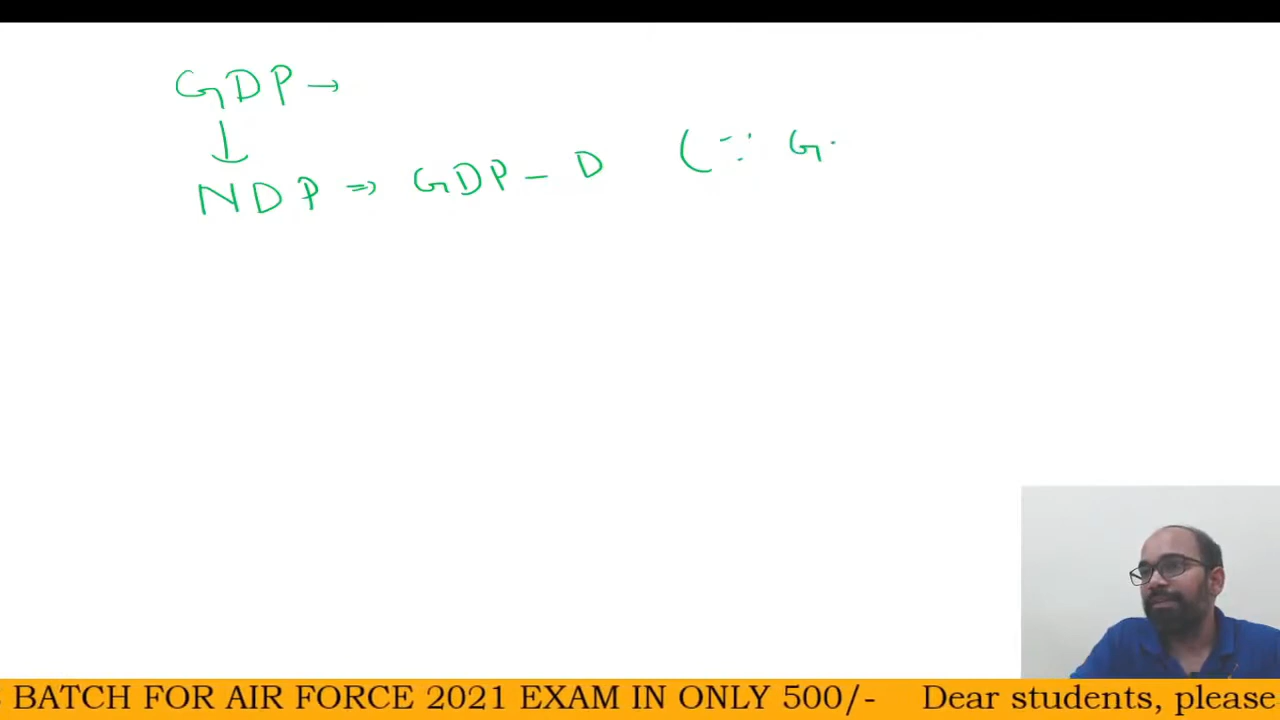 GDP →
↓
NDP ⇒ GDP - D (∵ G
BATCH FOR AIR FORCE 2021 EXAM IN ONLY 500/- Dear students, please